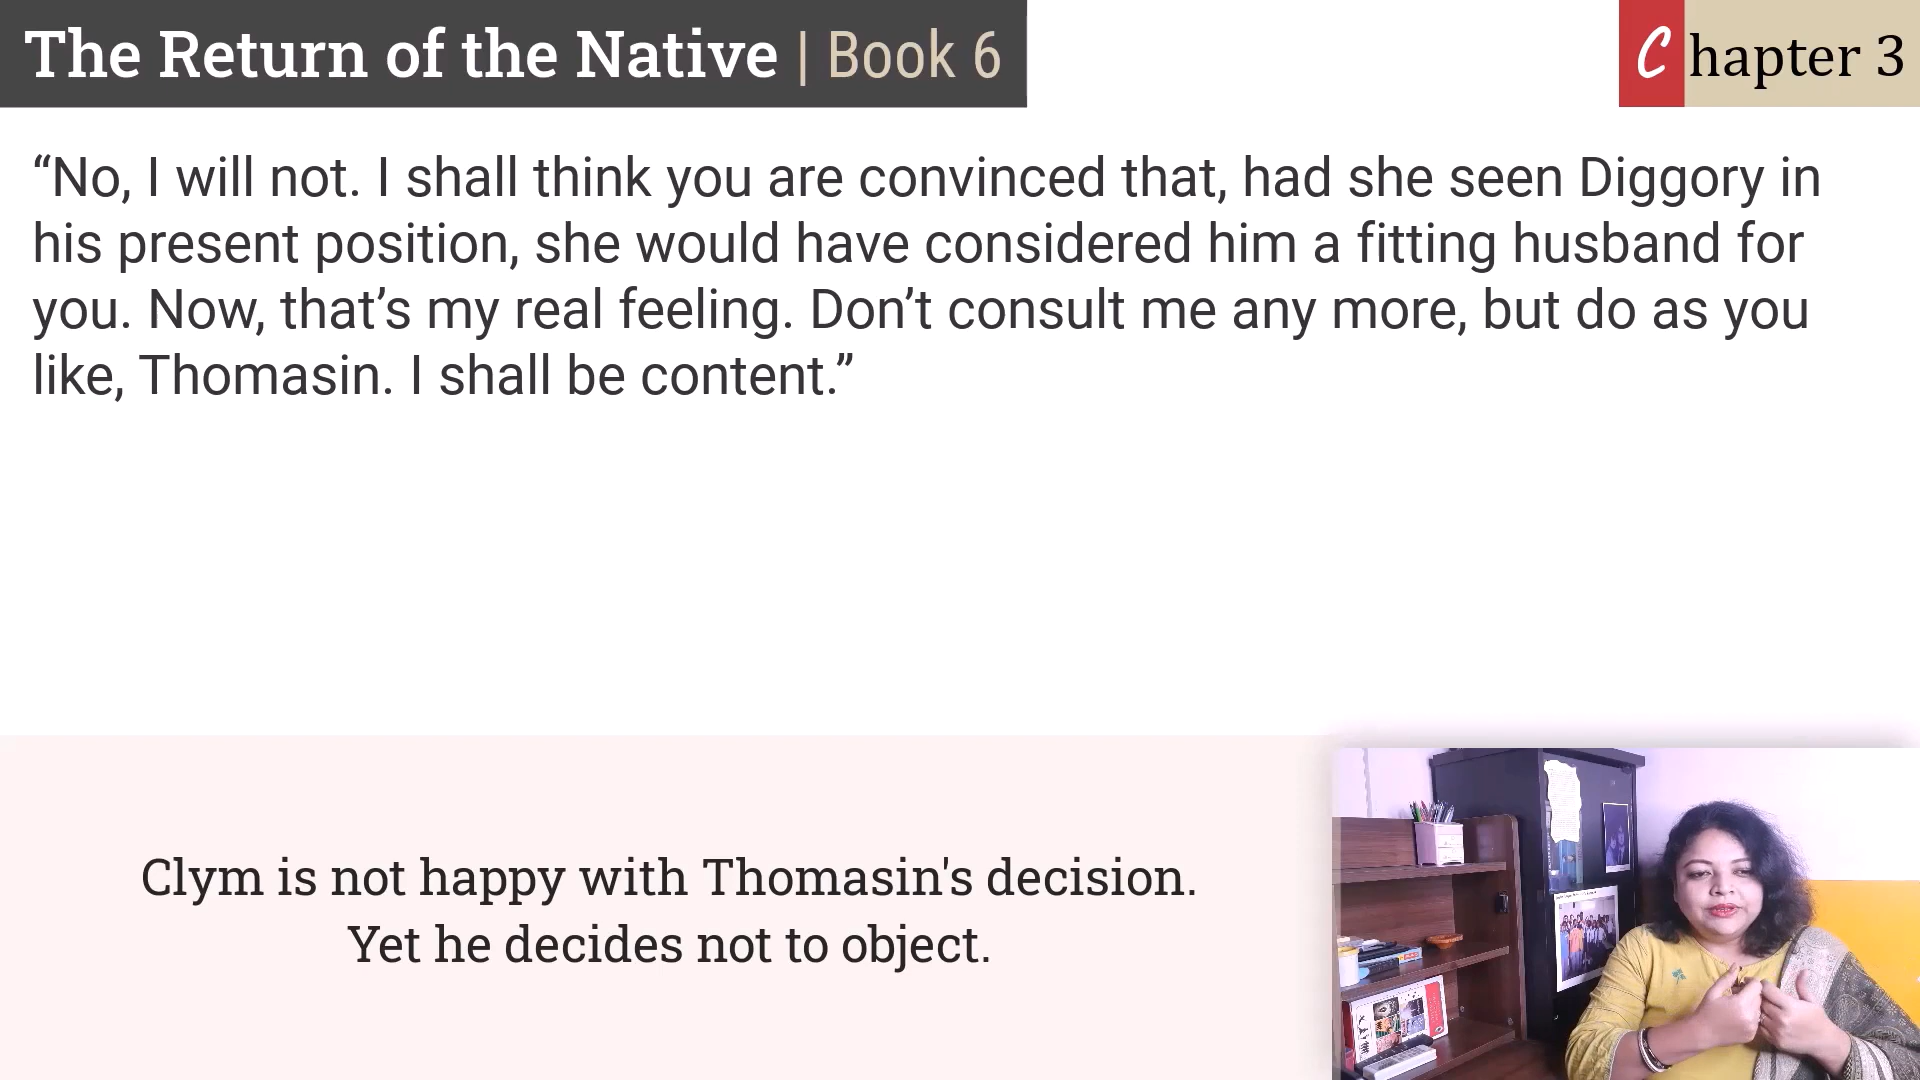 The Return of the Native | Book 6
Chapter 3
“No, I will not. I shall think you are convinced that, had she seen Diggory in
his present position, she would have considered him a fitting husband for
you. Now, that’s my real feeling. Don’t consult me any more, but do as you
like, Thomasin. I shall be content.”
Clym is not happy with Thomasin's decision.
Yet he decides not to object.